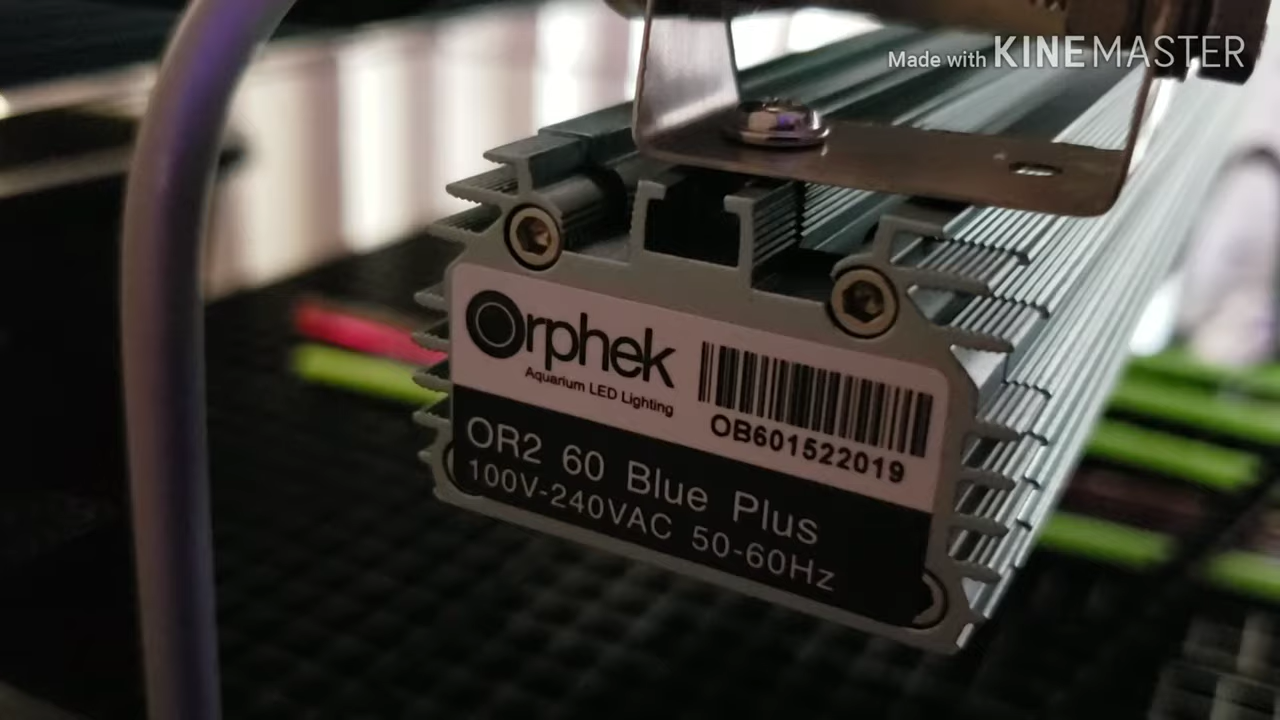 Made with KINEMASTER
Orphek
Aquarium LED Lighting
OB601522019
OR2 60 Blue Plus
100V-240VAC 50-60Hz